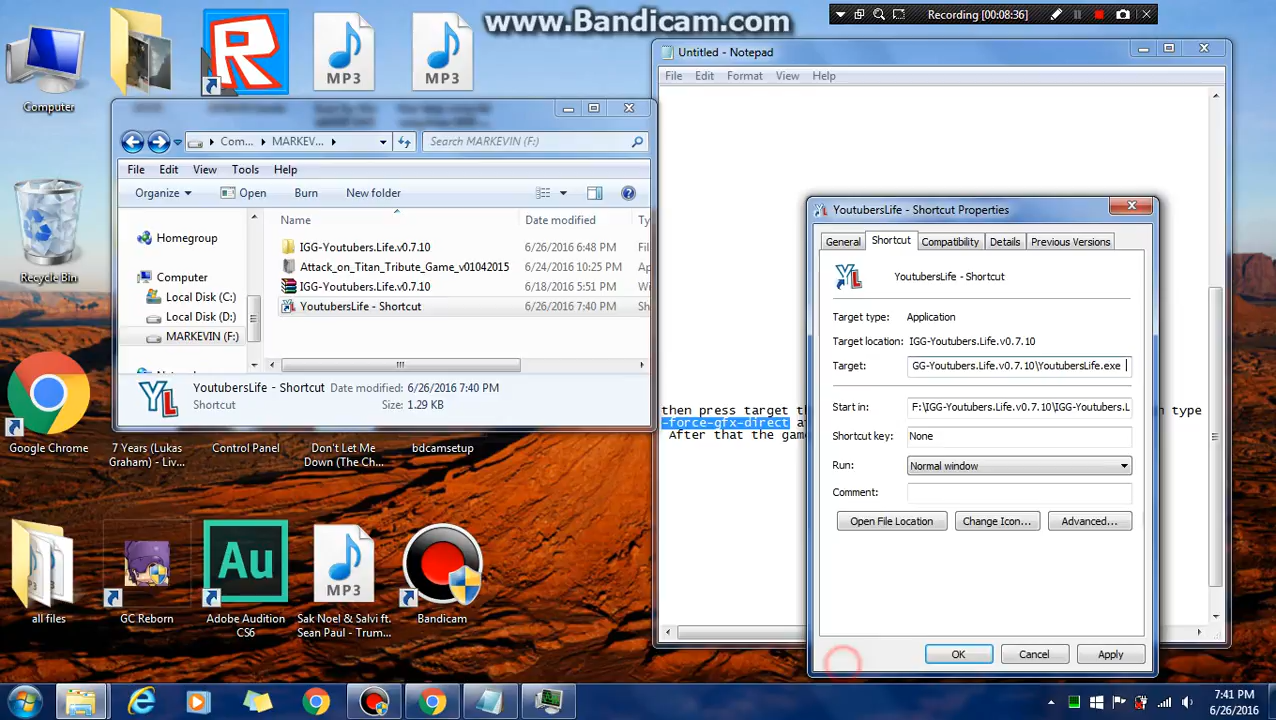 www.Bandicam.com
Recording [00:08:36]
Computer
MP3
MP3
Untitled - Notepad
File Edit Format View Help
Com... MARKEV...
Search MARKEVIN (F:)
File Edit View Tools Help
Organize Open Burn New folder
Name Date modified Ty
Homegroup
Computer
Local Disk (C:)
Local Disk (D:)
MARKEVIN (F:)
IGG-Youtubers.Life.v0.7.10 6/26/2016 6:48 PM Fil
Attack_on_Titan_Tribute_Game_v01042015 6/24/2016 10:25 PM Ap
IGG-Youtubers.Life.v0.7.10 6/18/2016 5:51 PM Wi
YoutubersLife - Shortcut 6/26/2016 7:40 PM Sh
YoutubersLife - Shortcut Date modified: 6/26/2016 7:40 PM
Shortcut Size: 1.29 KB
Recycle Bin
then press target th
n type
-force-gfx-direct a
After that the gam
YoutubersLife - Shortcut Properties
General Shortcut Compatibility Details Previous Versions
YoutubersLife - Shortcut
Target type: Application
Target location: IGG-Youtubers.Life.v0.7.10
Target: GG-Youtubers.Life.v0.7.10\YoutubersLife.exe
Start in: F:\IGG-Youtubers.Life.v0.7.10\IGG-Youtubers.L
Shortcut key: None
Run: Normal window
Comment:
Open File Location Change Icon... Advanced...
OK Cancel Apply
Google Chrome
7 Years (Lukas
Graham) - Liv...
Control Panel
Don't Let Me
Down (The Ch...
bdcamsetup
all files
GC Reborn
Au
Adobe Audition
CS6
MP3
Sak Noel & Salvi ft.
Sean Paul - Trum...
Bandicam
7:41 PM
6/26/2016